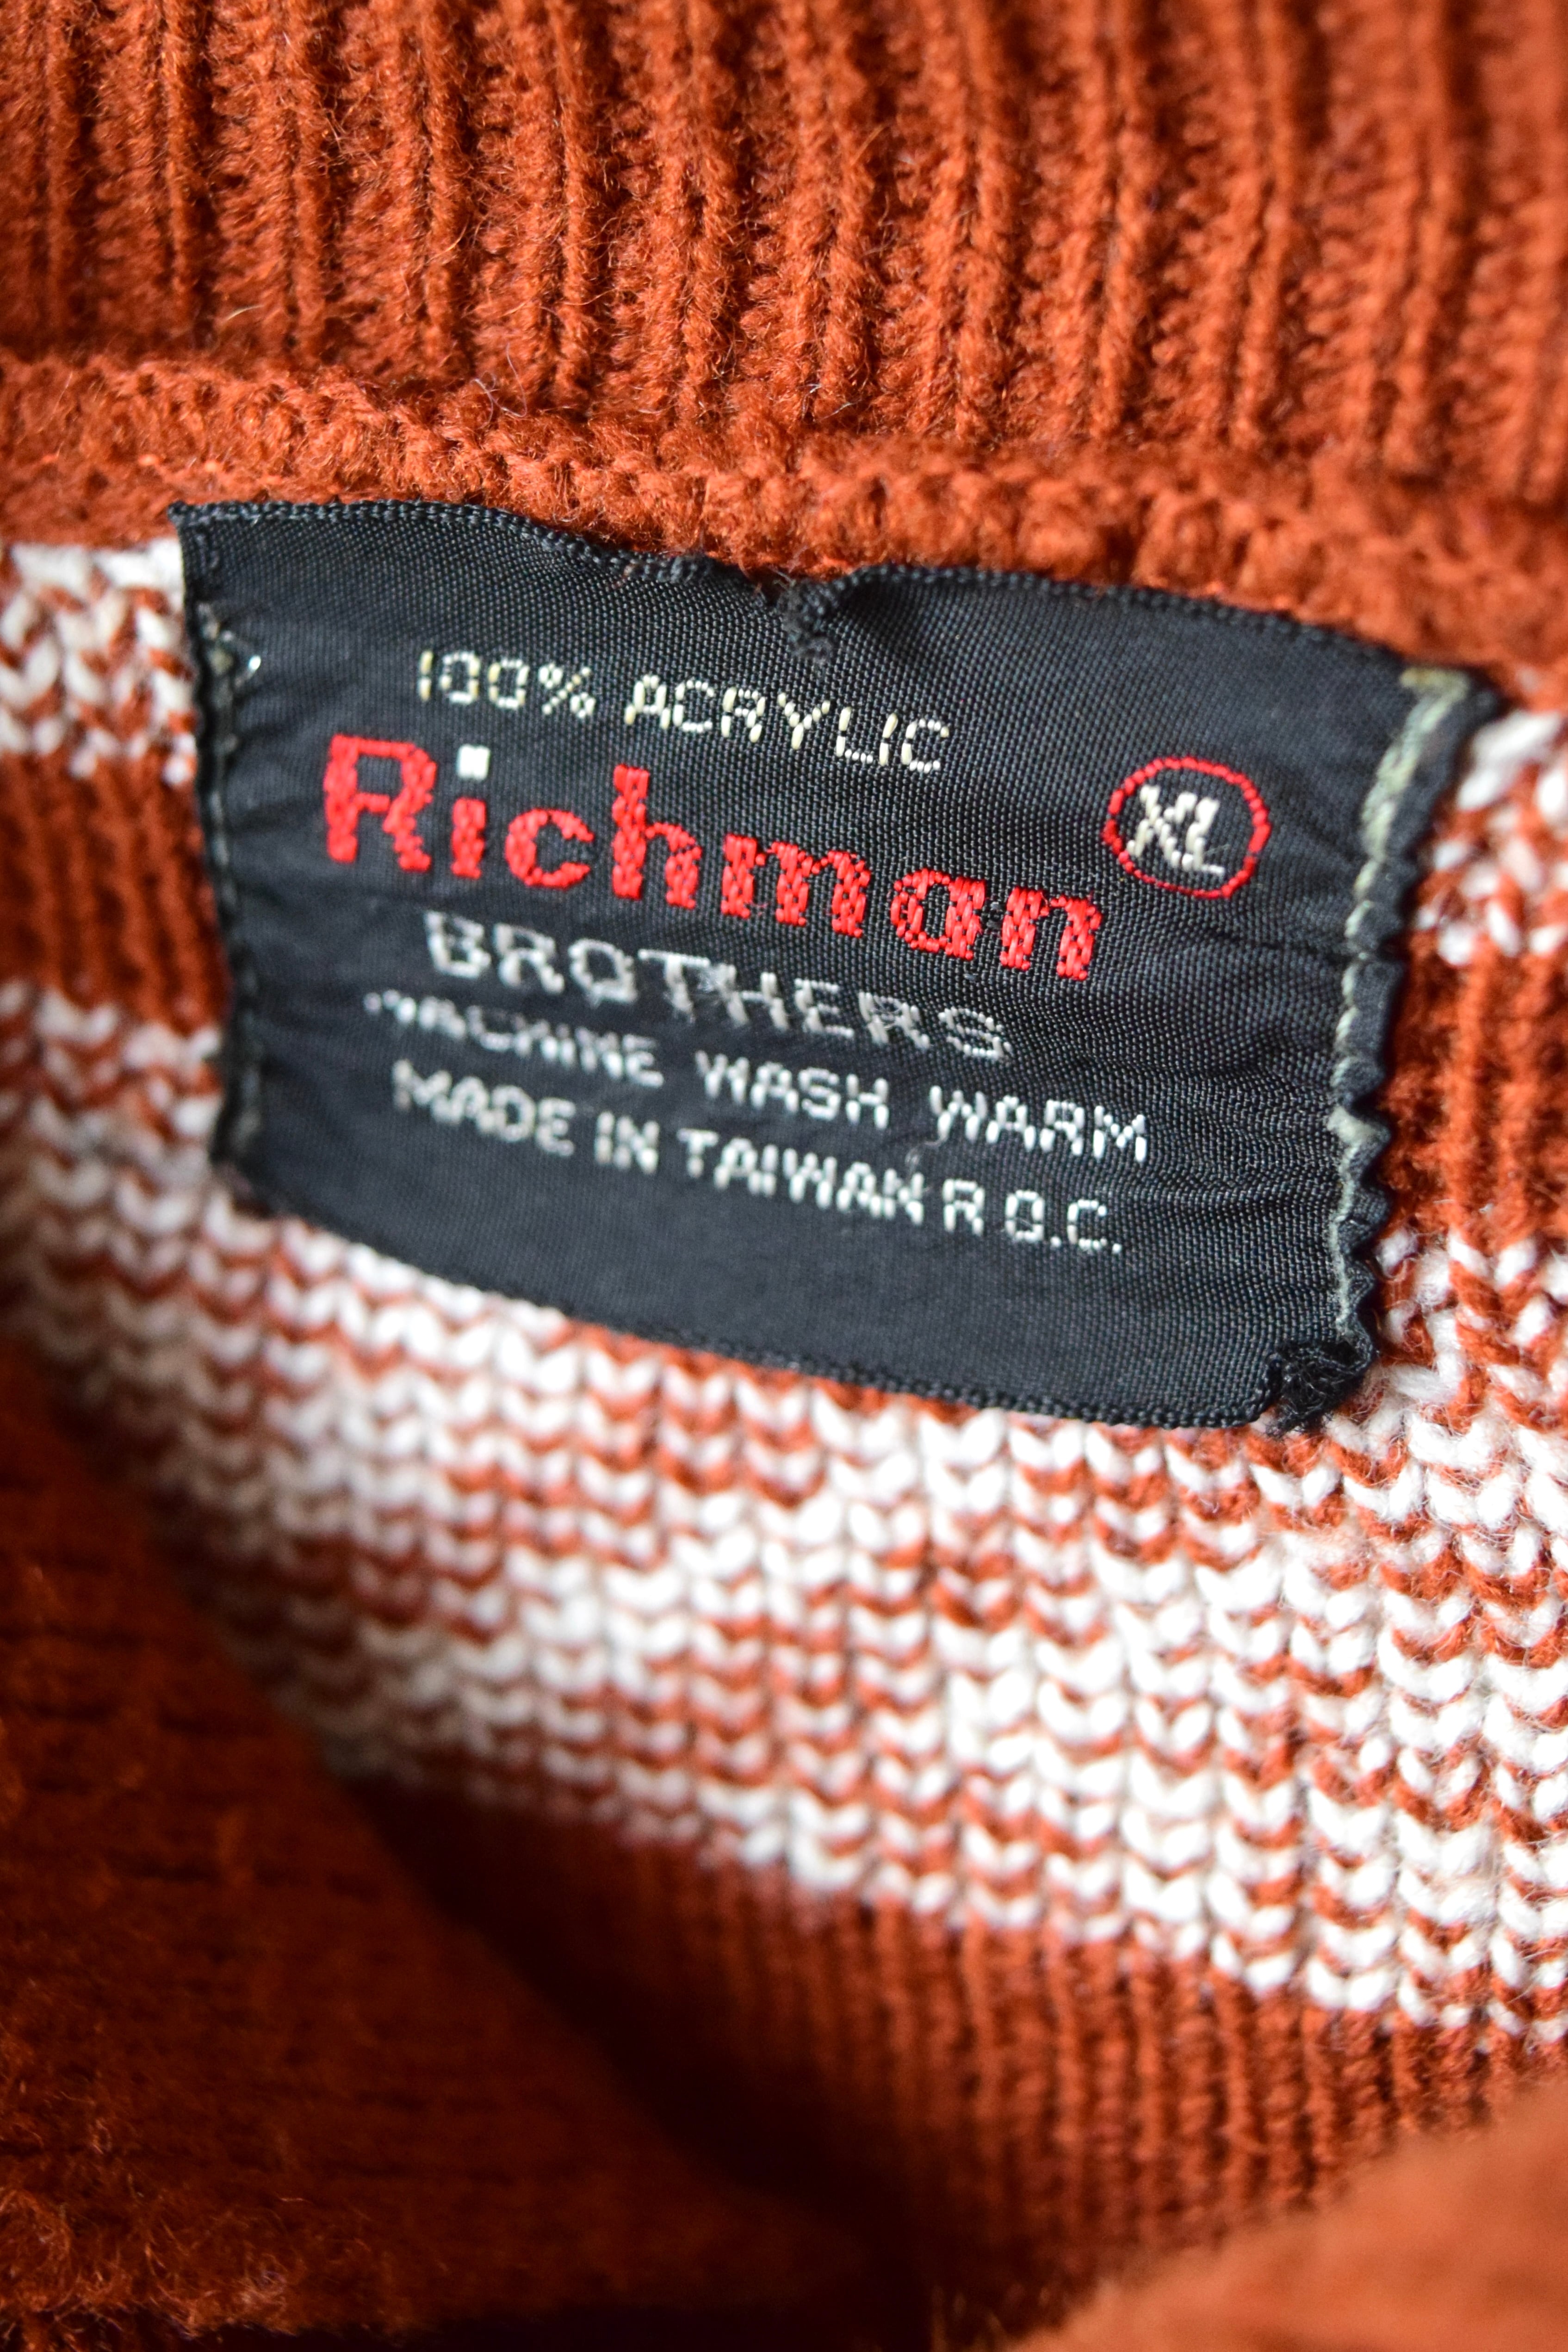 100% ACRYLIC
Richman XL
BROTHERS
MACHINE WASH WARM
MADE IN TAIWAN R.O.C.